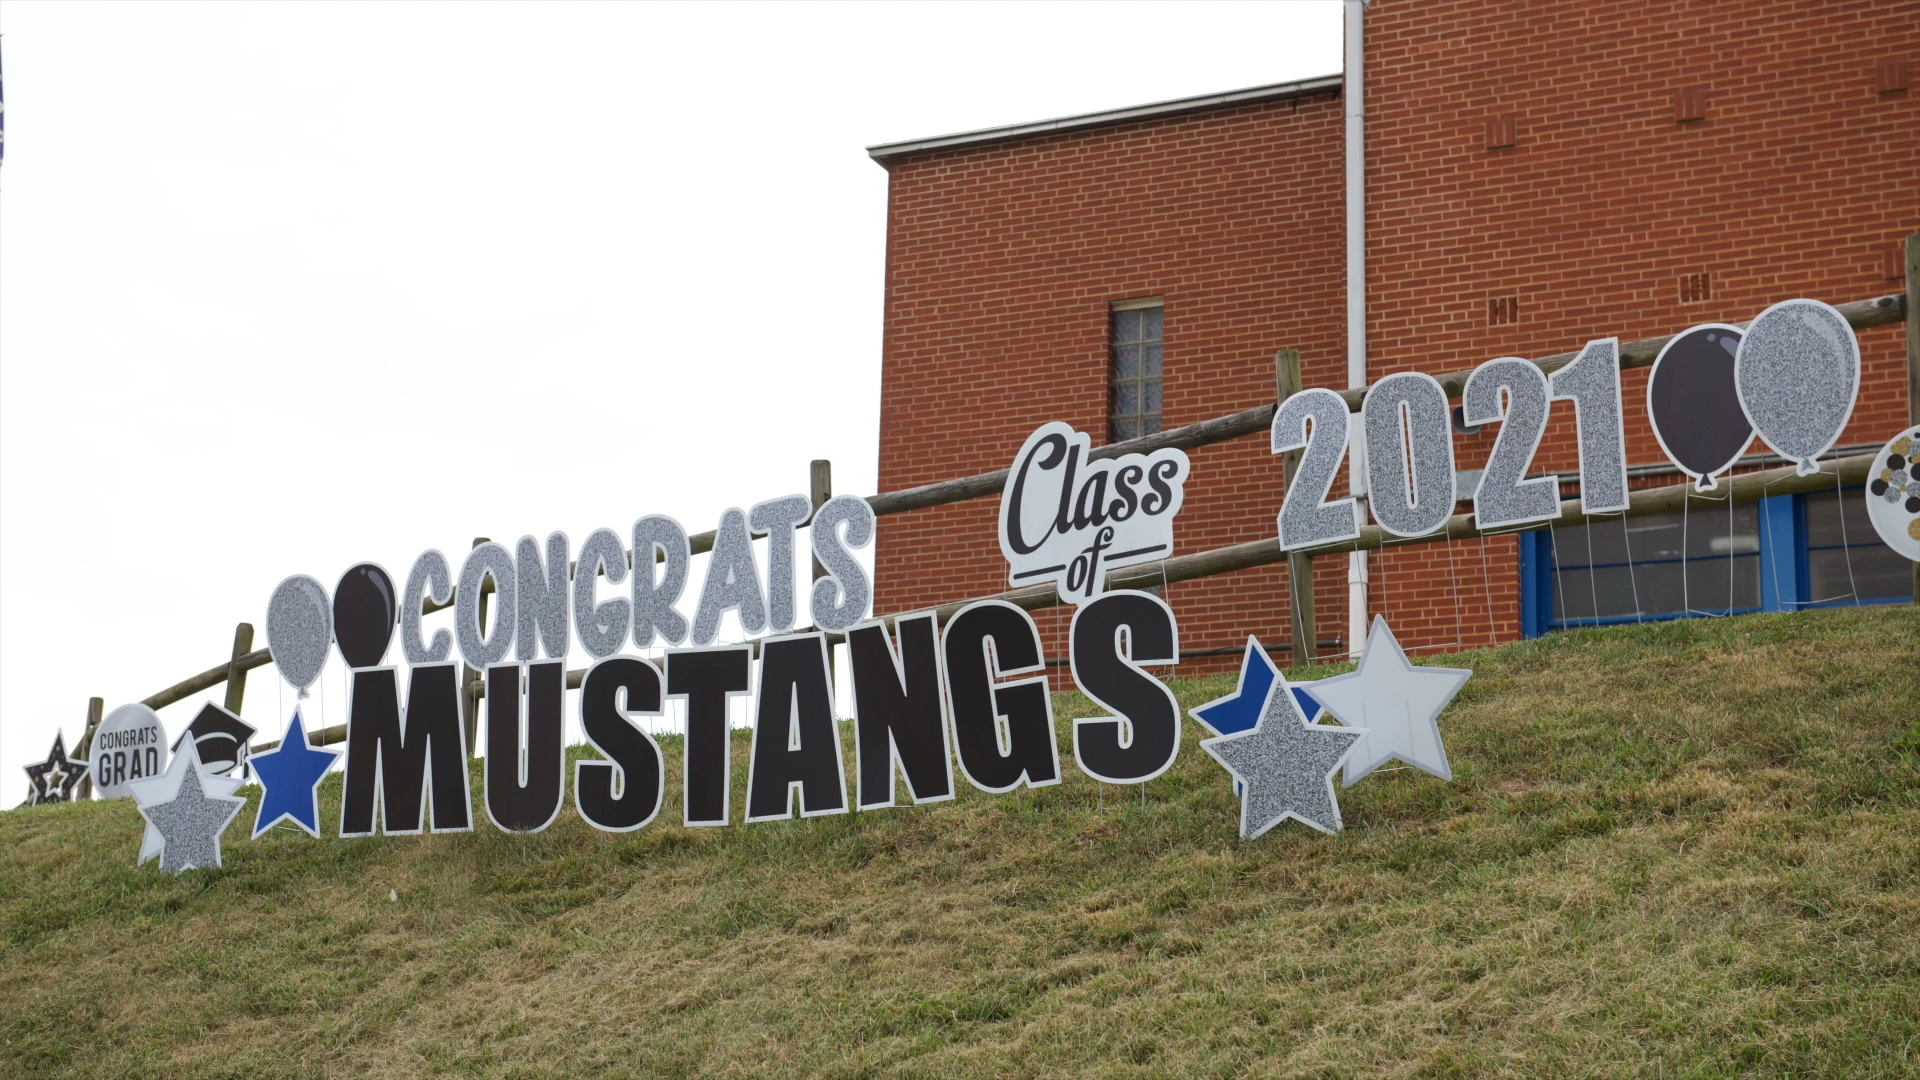 CONGRATS
MUSTANGS
Class
of
2021
CONGRATS
GRAD